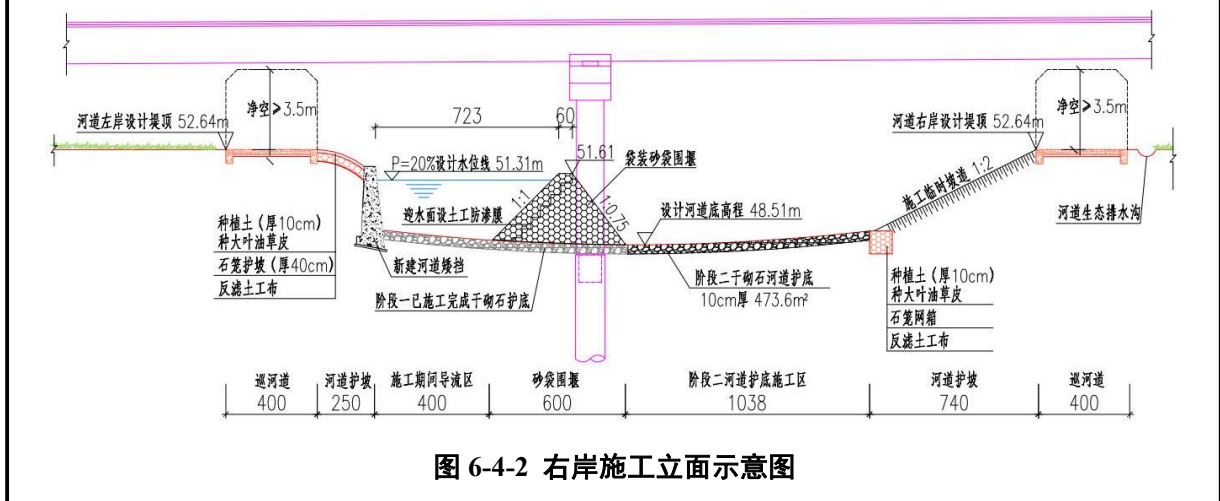 净空≥3.5m
净空≥3.5m
河道左岸设计堤顶 52.64m
723
60
河道右岸设计堤顶 52.64m
P=20%设计水位线 51.31m
51.61
袋装砂袋围堰
1:1
1:0.75
施工临时坡道 1:2
迎水面设土工防渗膜
设计河道底高程 48.51m
河道生态排水沟
种植土（厚10cm）
种大叶油草皮
石笼护坡（厚40cm）
反滤土工布
新建河道矮挡
阶段一已施工完成干砌石护底
阶段二干砌石河道护底
10cm厚 473.6m²
种植土（厚10cm）
种大叶油草皮
石笼网箱
反滤土工布
巡河道
河道护坡
施工期间导流区
砂袋围堰
阶段二河道护底施工区
河道护坡
巡河道
400
250
400
600
1038
740
400
图 6-4-2 右岸施工立面示意图